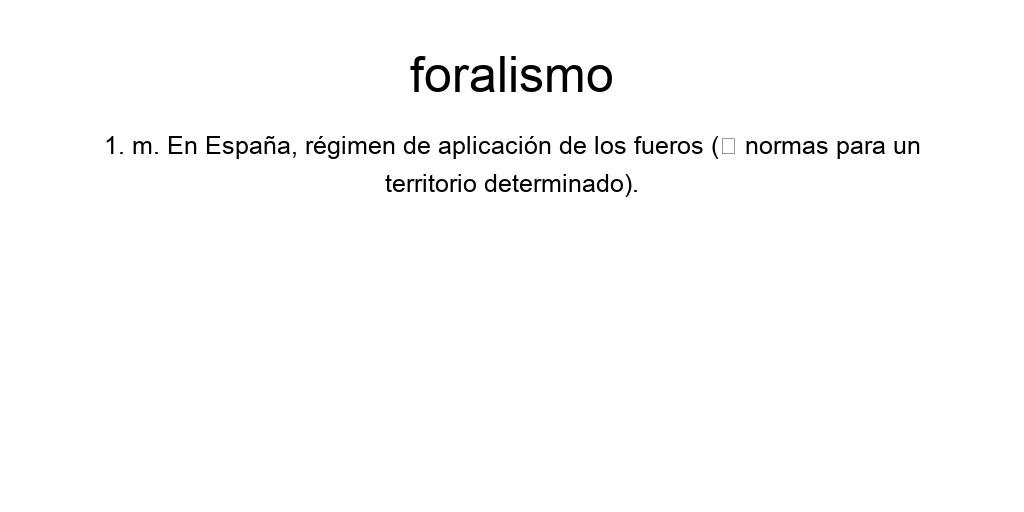 foralismo
1. m. En España, régimen de aplicación de los fueros (□ normas para un
territorio determinado).